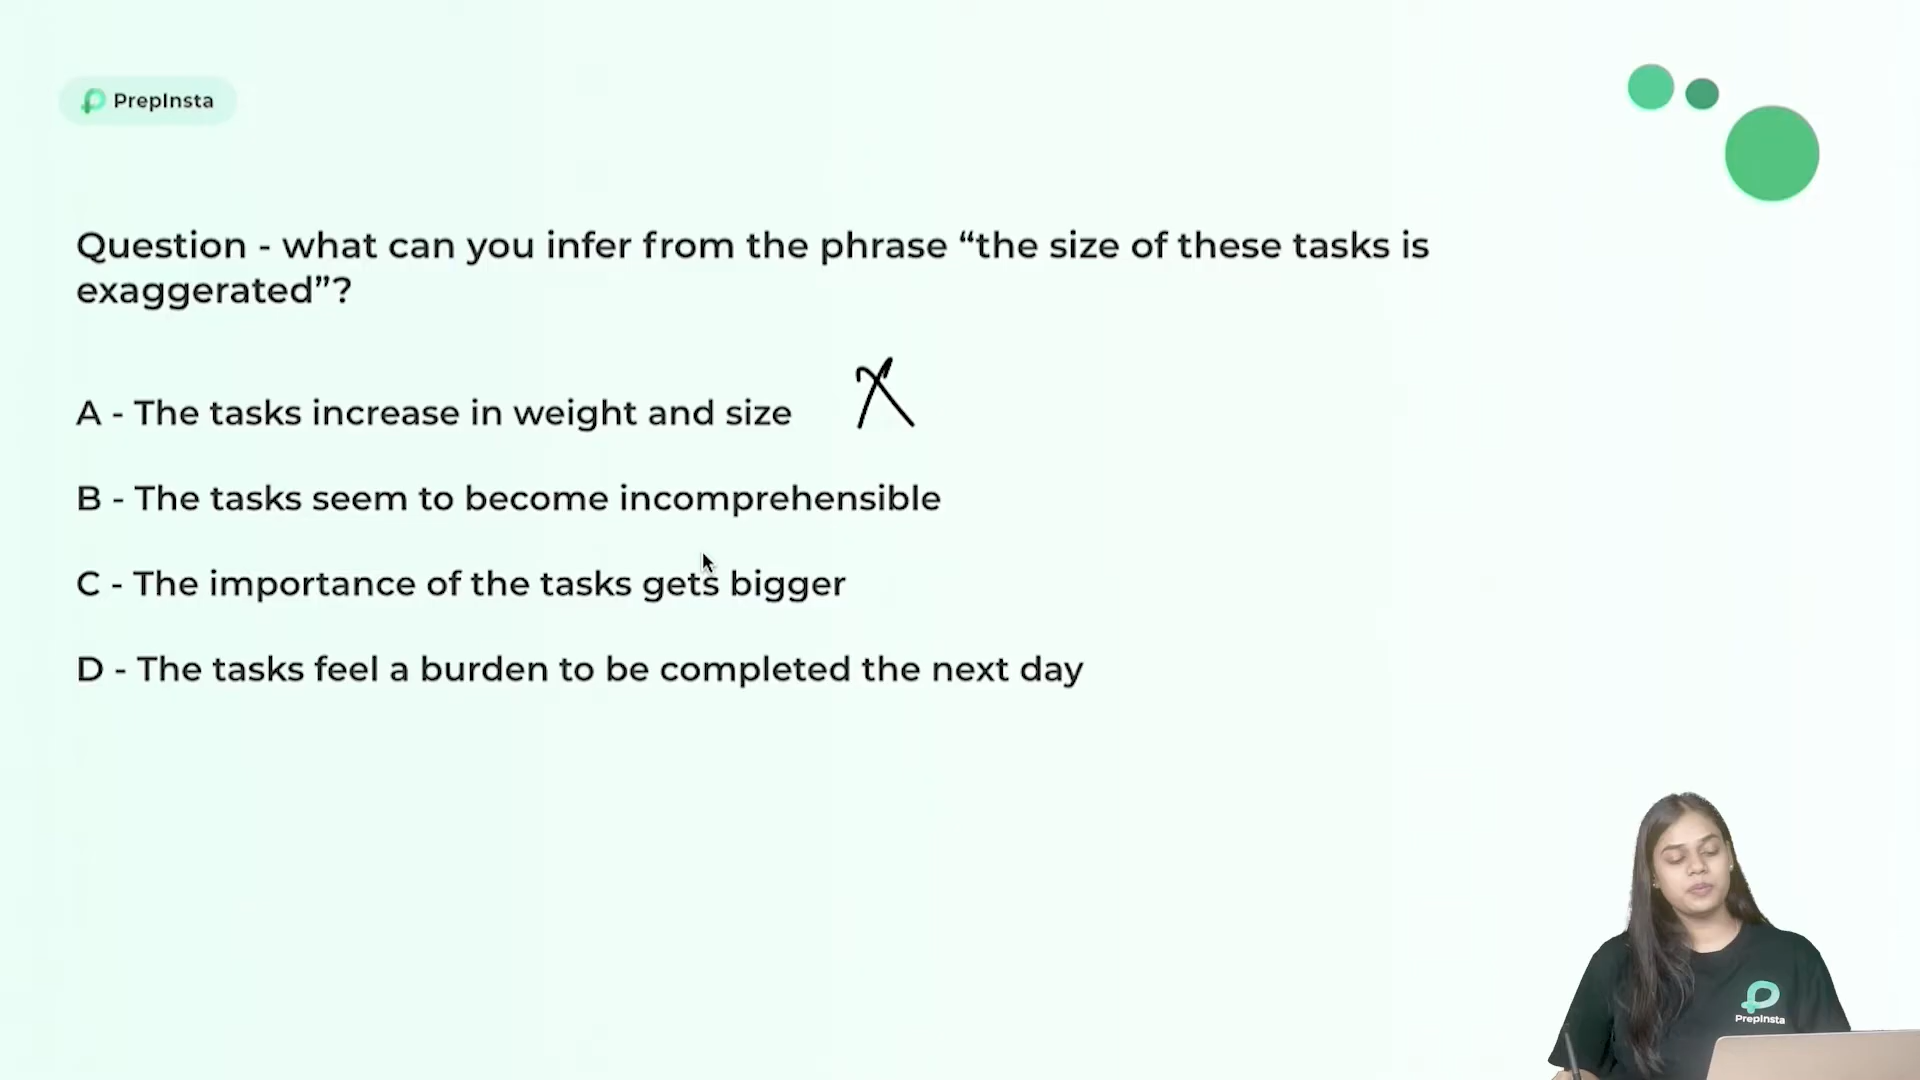 PrepInsta
Question - what can you infer from the phrase “the size of these tasks is
exaggerated”?
A - The tasks increase in weight and size
B - The tasks seem to become incomprehensible
C - The importance of the tasks gets bigger
D - The tasks feel a burden to be completed the next day
PrepInsta